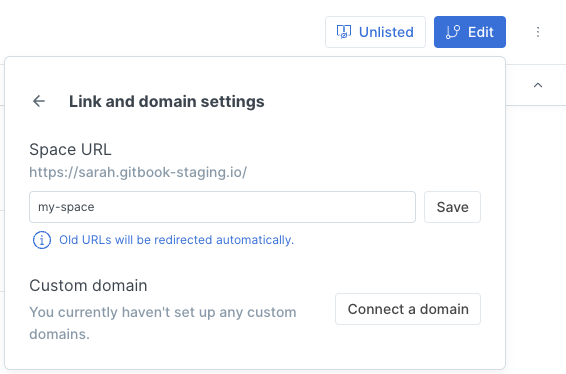 Unlisted
Edit
Link and domain settings
Space URL
https://sarah.gitbook-staging.io/
my-space
Save
Old URLs will be redirected automatically.
Custom domain
You currently haven't set up any custom
domains.
Connect a domain